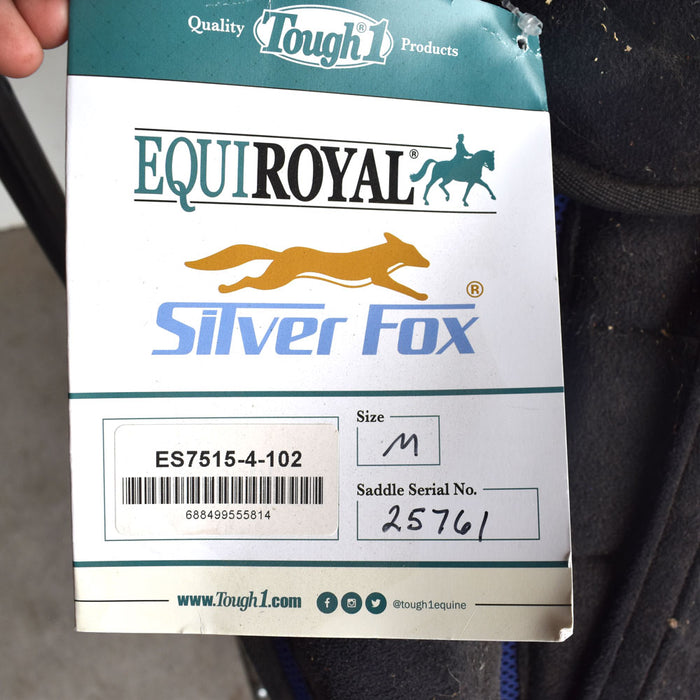 Quality Tough1® Products
EQUIROYAL®
®
Silver Fox
ES7515-4-102
688499555814
Size
M
Saddle Serial No.
25761
www.Tough1.com @tough1equine